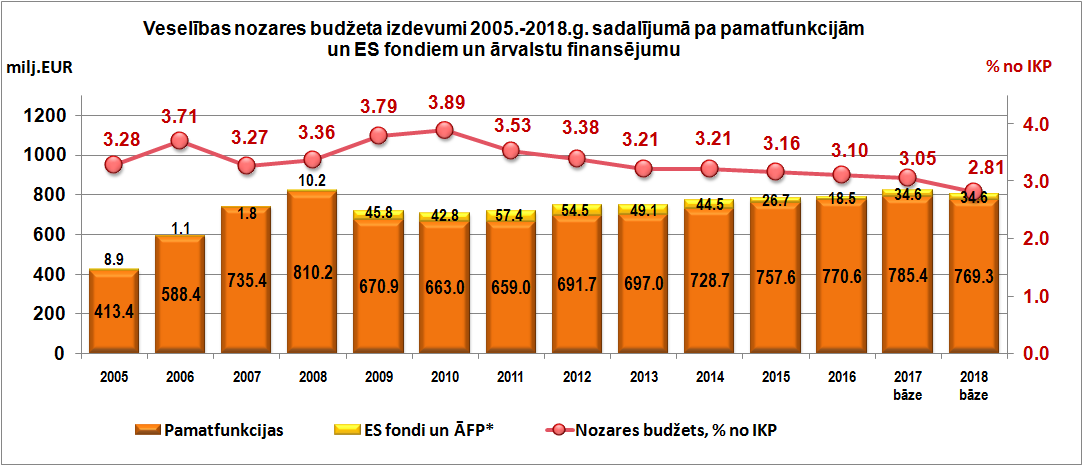 Veselības nozares budžeta izdevumi 2005.-2018.g. sadalījumā pa pamatfunkcijām
un ES fondiem un ārvalstu finansējumu
milj.EUR % no IKP
1200 1000 800 600 400 200 0
3.28 3.71 3.27 3.36 3.79 3.89 3.53 3.38 3.21 3.21 3.16 3.10 3.05 2.81
8.9 1.1 1.8 10.2 45.8 42.8 57.4 54.5 49.1 44.5 26.7 18.5 34.6 34.6
413.4 588.4 735.4 810.2 670.9 663.0 659.0 691.7 697.0 728.7 757.6 770.6 785.4 769.3
4.0 3.0 2.0 1.0 0.0
2005 2006 2007 2008 2009 2010 2011 2012 2013 2014 2015 2016 2017 2018
bāze bāze
Pamatfunkcijas ES fondi un ĀFP* Nozares budžets, % no IKP